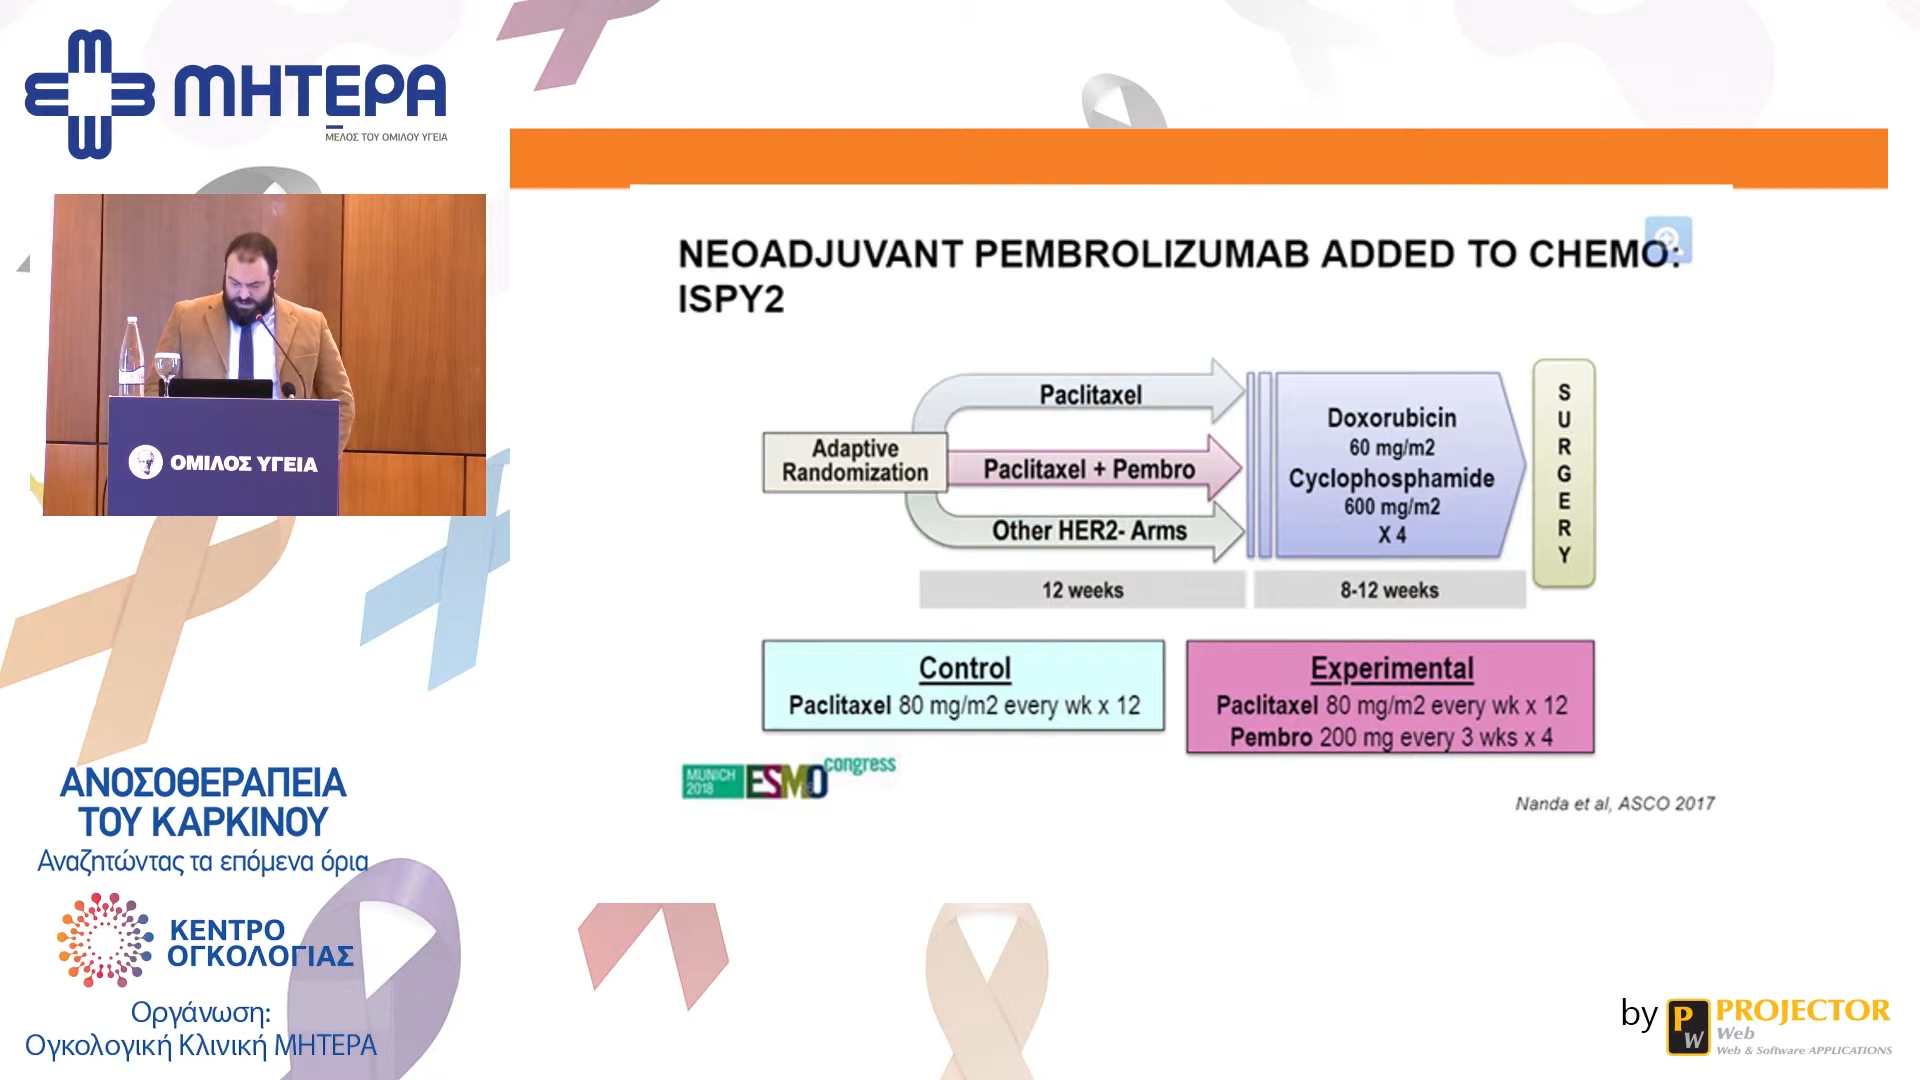 ΜΗΤΕΡΑ
ΜΕΛΟΣ ΤΟΥ ΟΜΙΛΟΥ ΥΓΕΙΑ
ΟΜΙΛΟΣ ΥΓΕΙΑ
ΑΝΟΣΟΘΕΡΑΠΕΙΑ
ΤΟΥ ΚΑΡΚΙΝΟΥ
Αναζητώντας τα επόμενα όρια
ΚΕΝΤΡΟ
ΟΓΚΟΛΟΓΙΑΣ
Οργάνωση:
Ογκολογική Κλινική ΜΗΤΕΡΑ
NEOADJUVANT PEMBROLIZUMAB ADDED TO CHEMO:
ISPY2
Adaptive
Randomization
Paclitaxel
Paclitaxel + Pembro
Other HER2- Arms
Doxorubicin
60 mg/m2
Cyclophosphamide
600 mg/m2
X 4
SURGERY
12 weeks
8-12 weeks
Control
Paclitaxel 80 mg/m2 every wk x 12
Experimental
Paclitaxel 80 mg/m2 every wk x 12
Pembro 200 mg every 3 wks x 4
MUNICH
2018
ESMO congress
Nanda et al, ASCO 2017
by PW PROJECTOR
Web
Web & Software APPLICATIONS